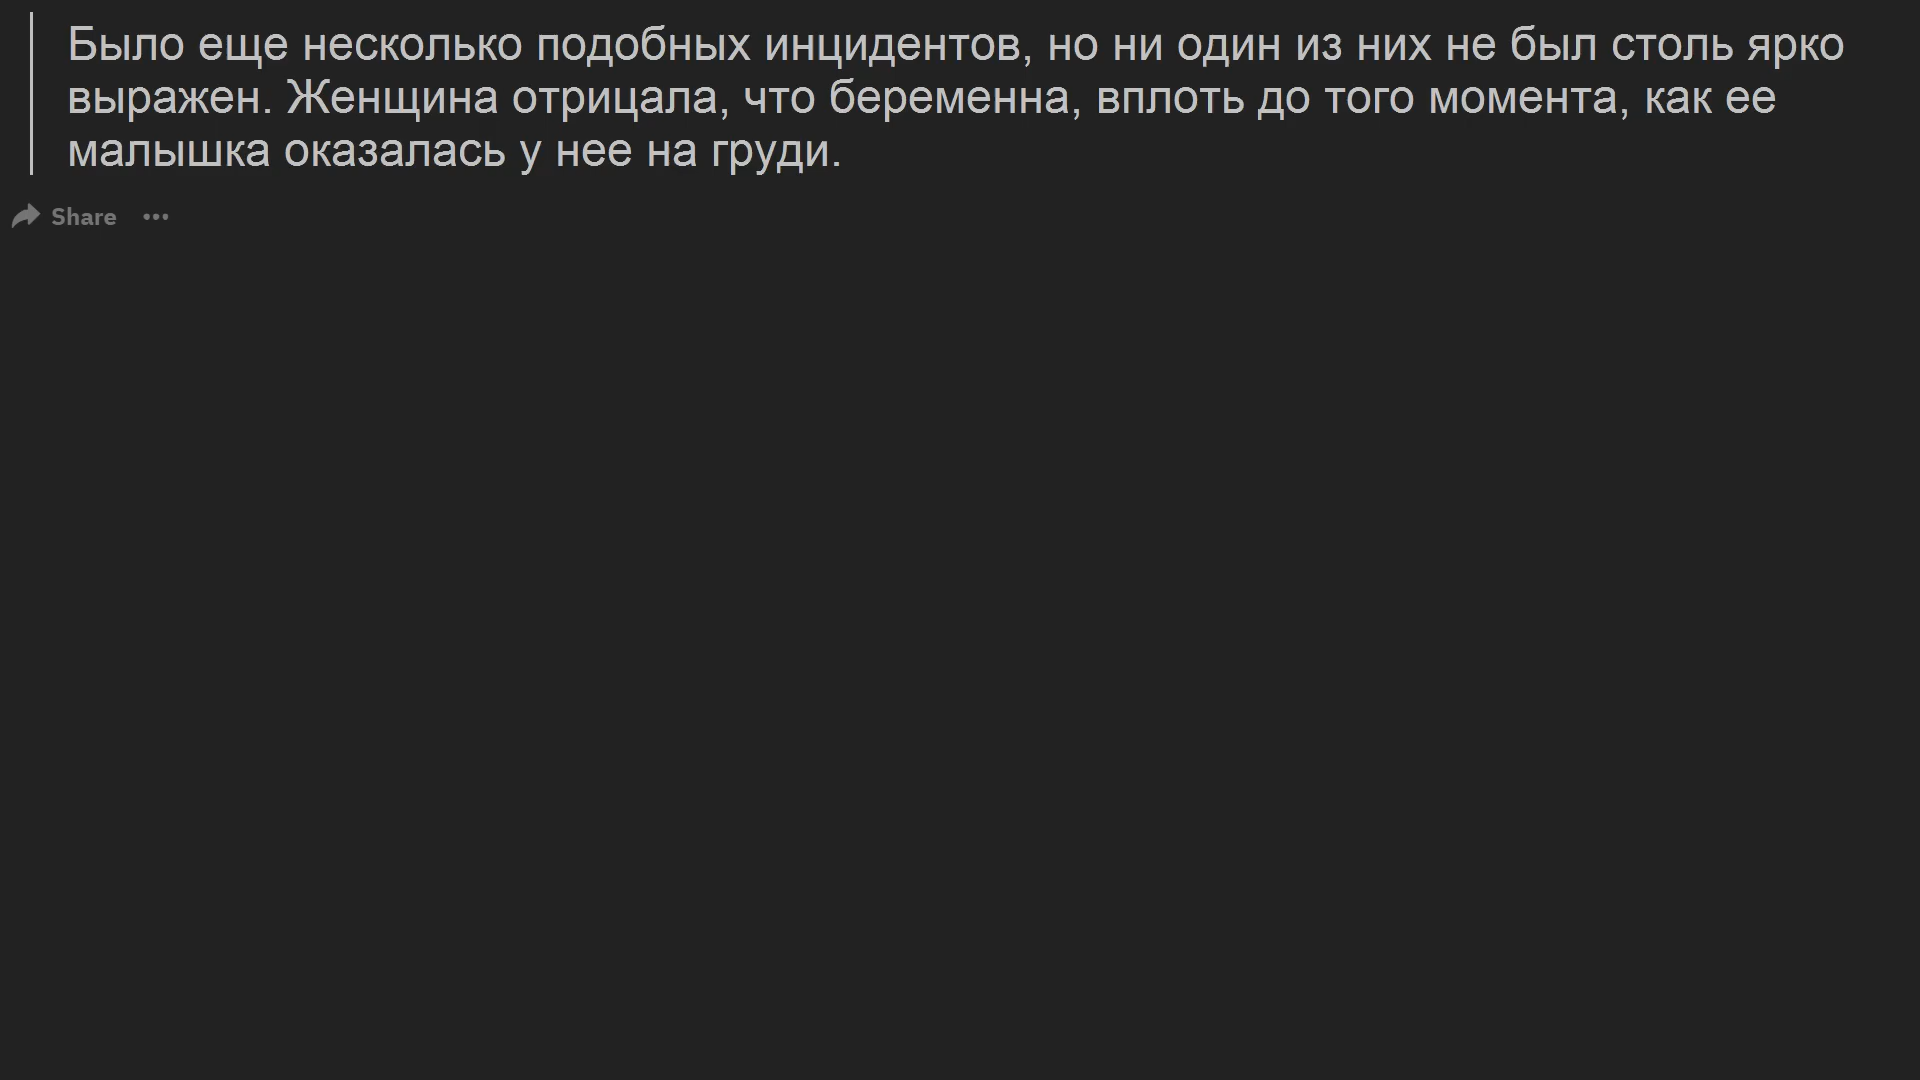 Было еще несколько подобных инцидентов, но ни один из них не был столь ярко
выражен. Женщина отрицала, что беременна, вплоть до того момента, как ее
малышка оказалась у нее на груди.
Share